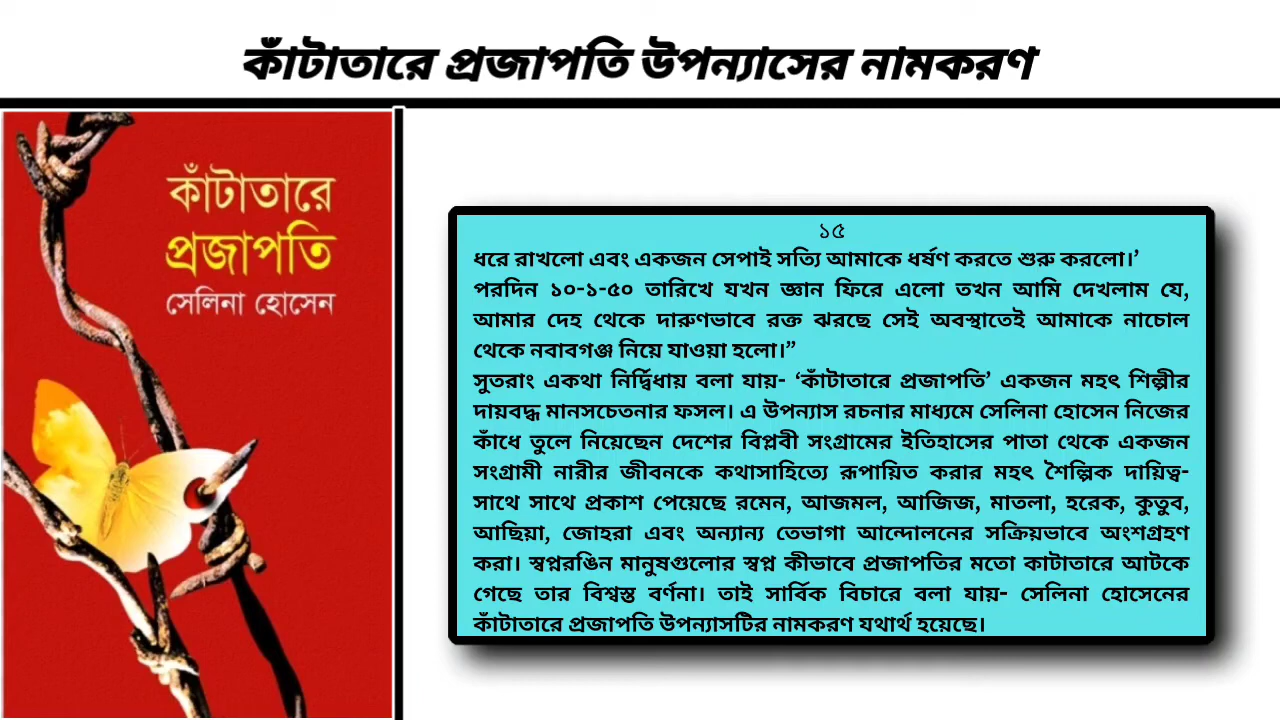 কাঁটাতারে প্রজাপতি উপন্যাসের নামকরণ
কাঁটাতারে
প্রজাপতি
সেলিনা হোসেন
১৫
ধরে রাখলো এবং একজন সেপাই সত্যি আমাকে ধর্ষণ করতে শুরু করলো।’
পরদিন ১০-১-৫০ তারিখে যখন জ্ঞান ফিরে এলো তখন আমি দেখলাম যে,
আমার দেহ থেকে দারুণভাবে রক্ত ঝরছে সেই অবস্থাতেই আমাকে নাচোল
থেকে নবাবগঞ্জ নিয়ে যাওয়া হলো।”
সুতরাং একথা নির্দ্বিধায় বলা যায়- ‘কাঁটাতারে প্রজাপতি’ একজন মহৎ শিল্পীর
দায়বদ্ধ মানসচেতনার ফসল। এ উপন্যাস রচনার মাধ্যমে সেলিনা হোসেন নিজের
কাঁধে তুলে নিয়েছেন দেশের বিপ্লবী সংগ্রামের ইতিহাসের পাতা থেকে একজন
সংগ্রামী নারীর জীবনকে কথাসাহিত্যে রূপায়িত করার মহৎ শৈল্পিক দায়িত্ব-
সাথে সাথে প্রকাশ পেয়েছে রমেন, আজমল, আজিজ, মাতলা, হরেক, কুতুব,
আছিয়া, জোহরা এবং অন্যান্য তেভাগা আন্দোলনের সক্রিয়ভাবে অংশগ্রহণ
করা। স্বপ্নরঙিন মানুষগুলোর স্বপ্ন কীভাবে প্রজাপতির মতো কাটাতারে আটকে
গেছে তার বিশ্বস্ত বর্ণনা। তাই সার্বিক বিচারে বলা যায়- সেলিনা হোসেনের
কাঁটাতারে প্রজাপতি উপন্যাসটির নামকরণ যথার্থ হয়েছে।